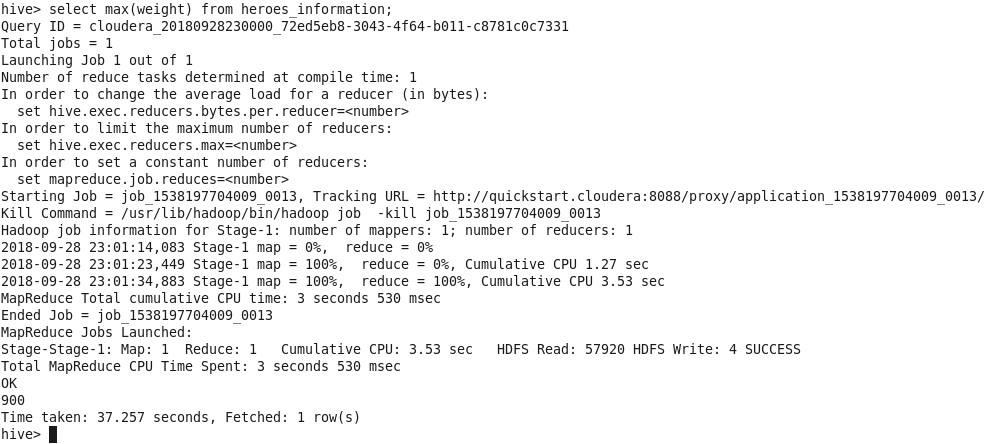 hive> select max(weight) from heroes_information;
Query ID = cloudera_20180928230000_72ed5eb8-3043-4f64-b011-c8781c0c7331
Total jobs = 1
Launching Job 1 out of 1
Number of reduce tasks determined at compile time: 1
In order to change the average load for a reducer (in bytes):
  set hive.exec.reducers.bytes.per.reducer=<number>
In order to limit the maximum number of reducers:
  set hive.exec.reducers.max=<number>
In order to set a constant number of reducers:
  set mapreduce.job.reduces=<number>
Starting Job = job_1538197704009_0013, Tracking URL = http://quickstart.cloudera:8088/proxy/application_1538197704009_0013/
Kill Command = /usr/lib/hadoop/bin/hadoop job  -kill job_1538197704009_0013
Hadoop job information for Stage-1: number of mappers: 1; number of reducers: 1
2018-09-28 23:01:14,083 Stage-1 map = 0%,  reduce = 0%
2018-09-28 23:01:23,449 Stage-1 map = 100%,  reduce = 0%, Cumulative CPU 1.27 sec
2018-09-28 23:01:34,883 Stage-1 map = 100%,  reduce = 100%, Cumulative CPU 3.53 sec
MapReduce Total cumulative CPU time: 3 seconds 530 msec
Ended Job = job_1538197704009_0013
MapReduce Jobs Launched:
Stage-Stage-1: Map: 1  Reduce: 1   Cumulative CPU: 3.53 sec   HDFS Read: 57920 HDFS Write: 4 SUCCESS
Total MapReduce CPU Time Spent: 3 seconds 530 msec
OK
900
Time taken: 37.257 seconds, Fetched: 1 row(s)
hive>